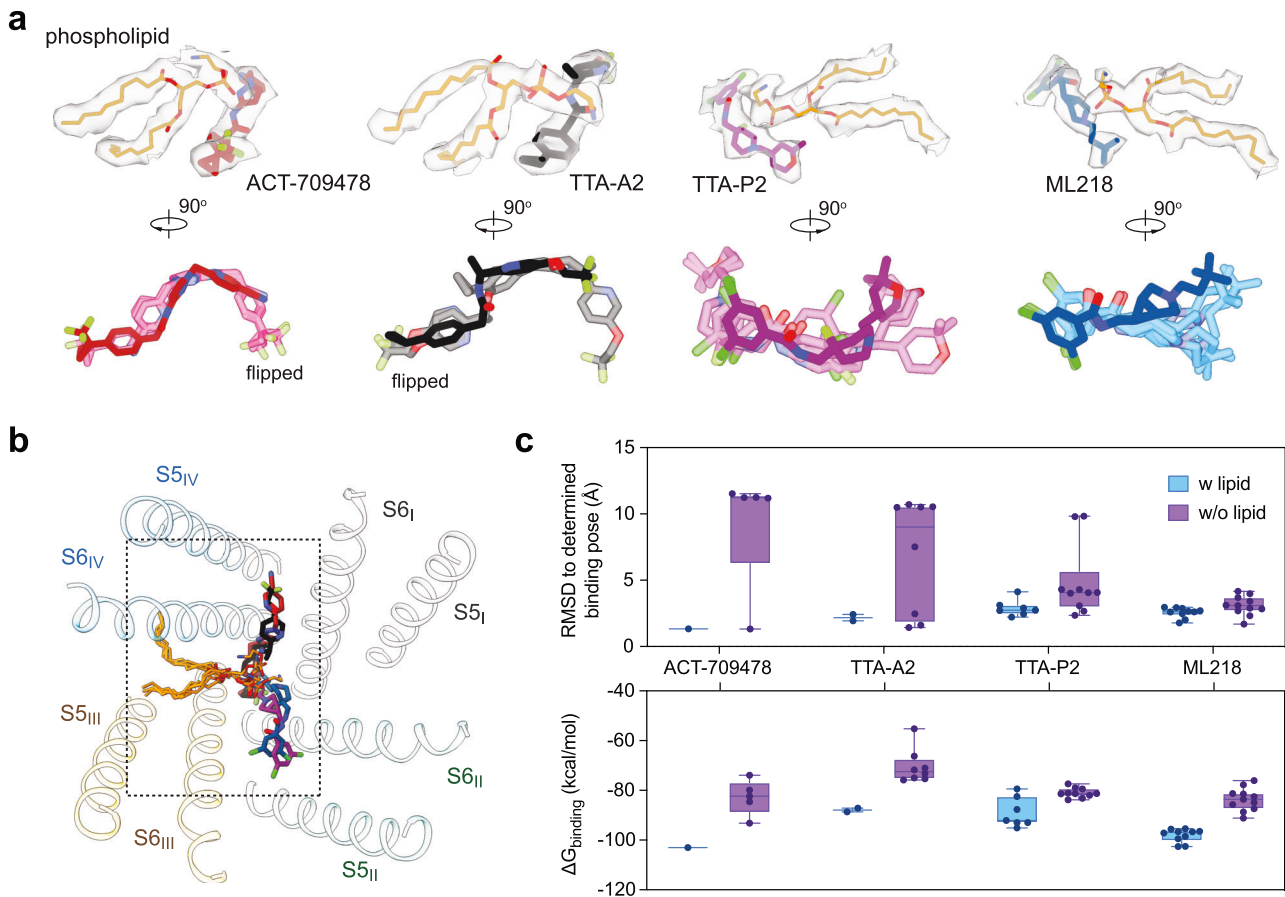 a
phospholipid
ACT-709478
TTA-A2
TTA-P2
ML218
90°
90°
90°
90°
flipped
flipped
b
S5IV
S6IV
S6I
S5I
S5III
S6III
S6II
S5II
c
RMSD to determined
binding pose (Å)
15
10
5
0
w lipid
w/o lipid
ACT-709478
TTA-A2
TTA-P2
ML218
ΔGbinding (kcal/mol)
-40
-60
-80
-100
-120